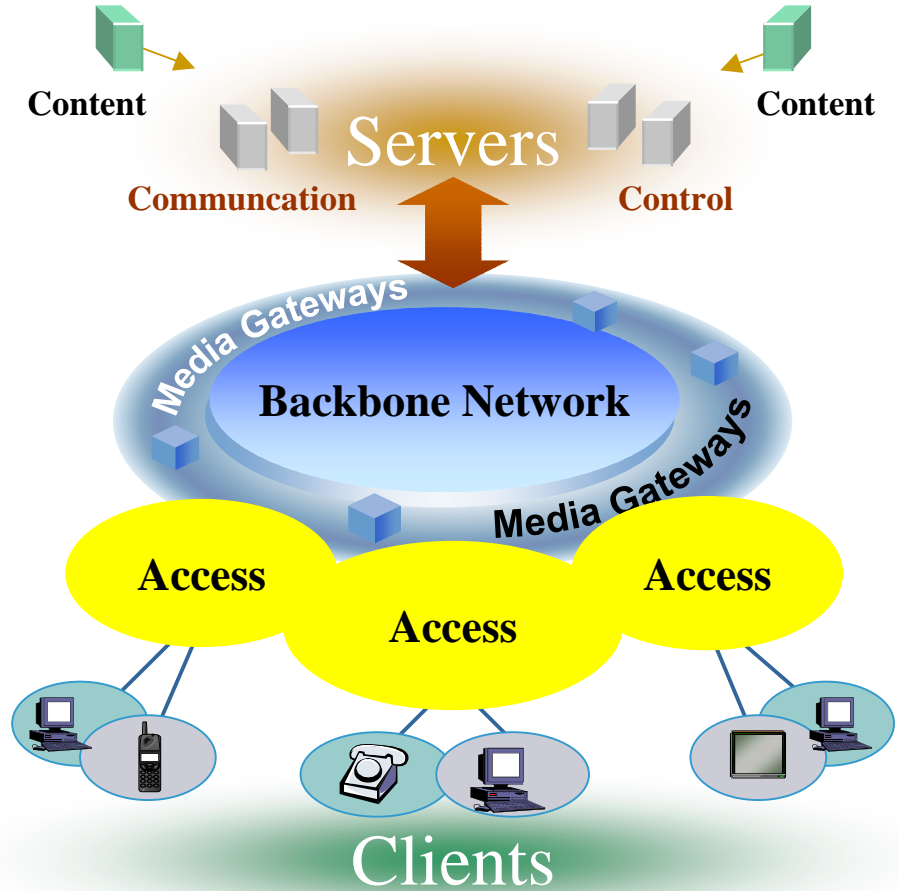 Content
Content
Servers
Communcation
Control
Media Gateways
Backbone Network
Media Gateways
Access
Access
Access
Clients